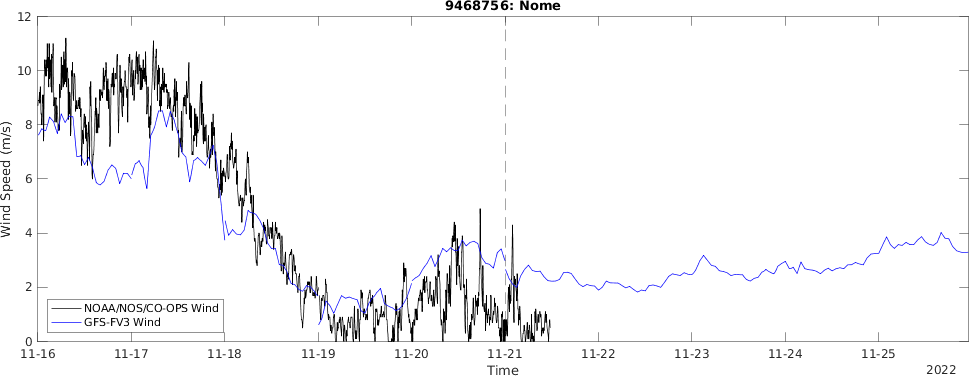 9468756: Nome
12
10
8
6
4
2
0
Wind Speed (m/s)
NOAA/NOS/CO-OPS Wind
GFS-FV3 Wind
11-16 11-17 11-18 11-19 11-20 11-21 11-22 11-23 11-24 11-25
Time
2022